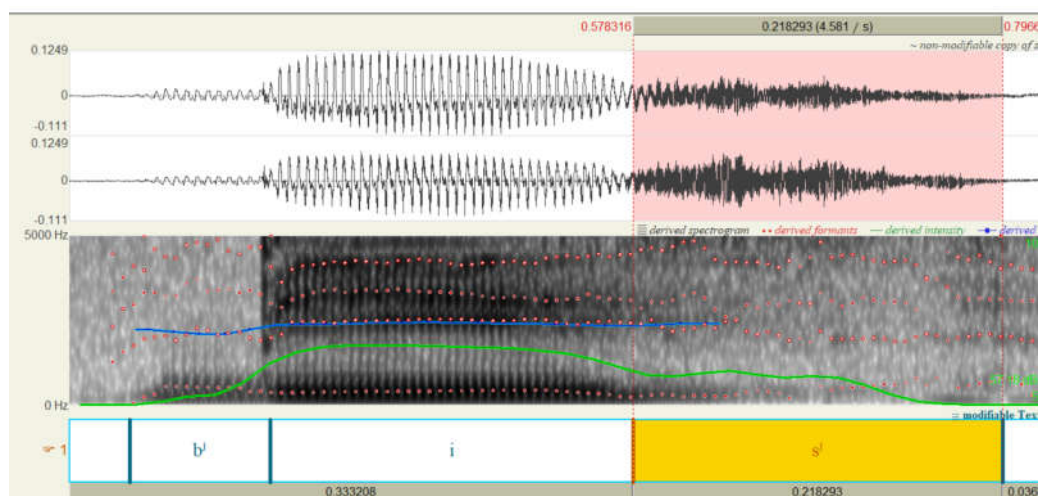 0.578316 0.218293 (4.581 / s) 0.7966
~ non-modifiable copy of s
0.1249
0
-0.111
0.1249
0
-0.111
5000 Hz
derived spectrogram derived formants derived intensity derived
0 Hz
≡ modifiable Tex
☞ 1 bʲ i sʲ
0.333208 0.218293 0.036